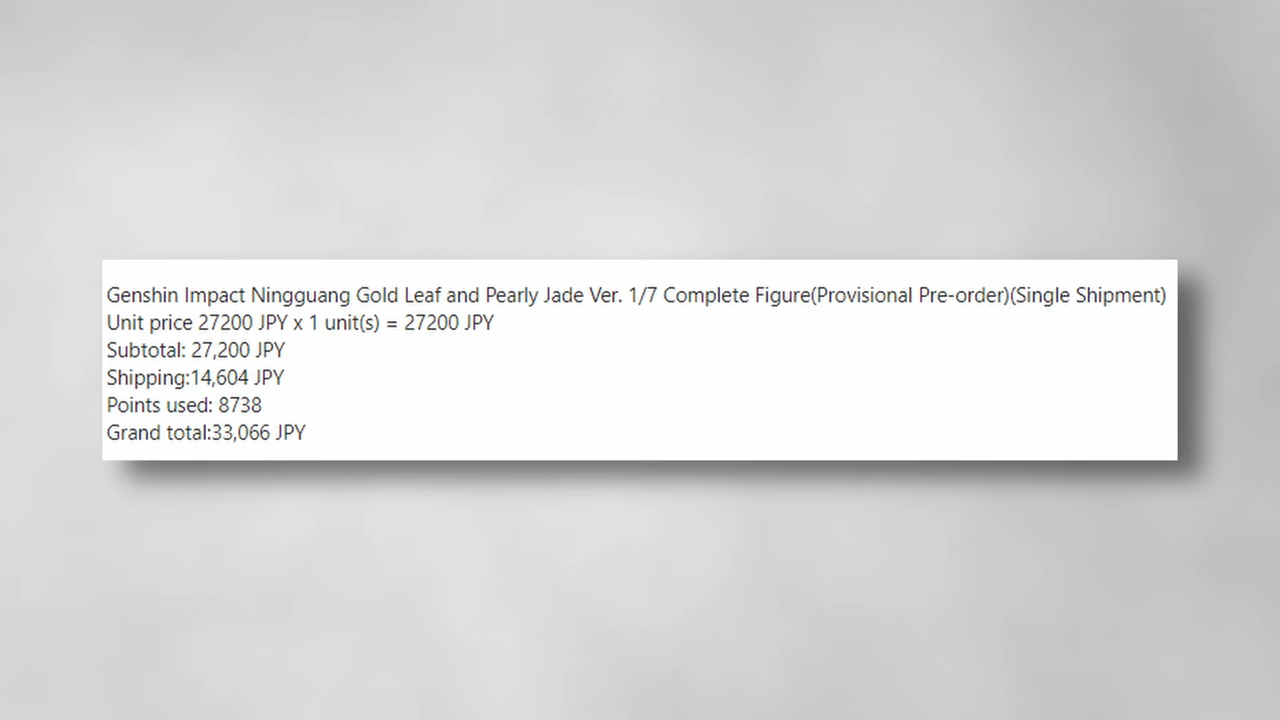 Genshin Impact Ningguang Gold Leaf and Pearly Jade Ver. 1/7 Complete Figure(Provisional Pre-order)(Single Shipment)
Unit price 27200 JPY x 1 unit(s) = 27200 JPY
Subtotal: 27,200 JPY
Shipping:14,604 JPY
Points used: 8738
Grand total:33,066 JPY